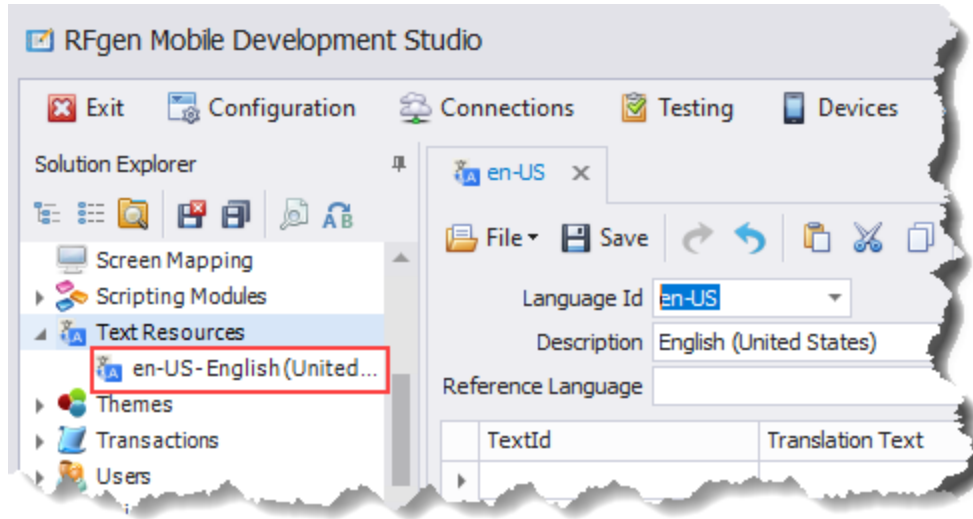 RFgen Mobile Development Studio
Exit Configuration Connections Testing Devices
Solution Explorer
en-US
File Save
Screen Mapping
Scripting Modules
Text Resources
en-US-English (United...
Themes
Transactions
Users
Language Id en-US
Description English (United States)
Reference Language
TextId Translation Text